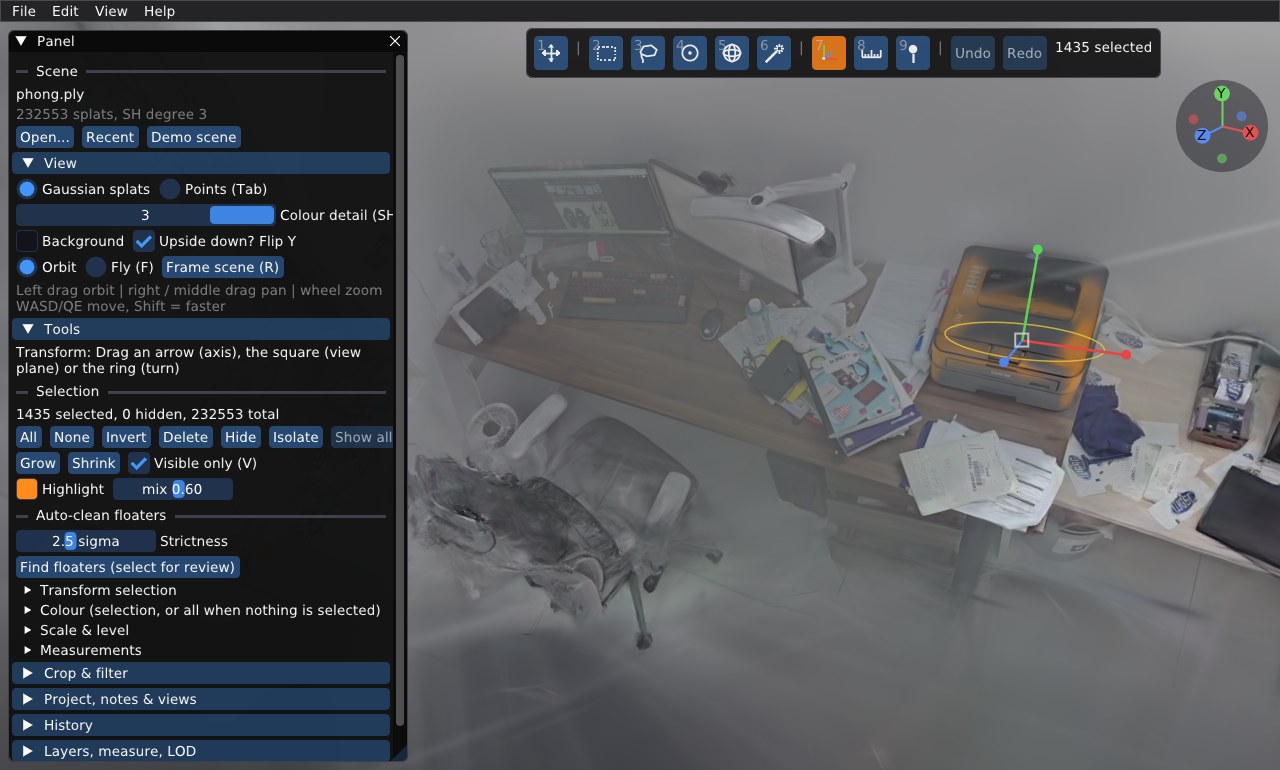 File Edit View Help
Panel
Scene
phong.ply
232553 splats, SH degree 3
Open... Recent Demo scene
View
Gaussian splats Points (Tab)
3 Colour detail (SH
Background Upside down? Flip Y
Orbit Fly (F) Frame scene (R)
Left drag orbit | right / middle drag pan | wheel zoom
WASD/QE move, Shift = faster
Tools
Transform: Drag an arrow (axis), the square (view
plane) or the ring (turn)
Selection
1435 selected, 0 hidden, 232553 total
All None Invert Delete Hide Isolate Show all
Grow Shrink Visible only (V)
Highlight mix 0.60
Auto-clean floaters
2.5 sigma Strictness
Find floaters (select for review)
Transform selection
Colour (selection, or all when nothing is selected)
Scale & level
Measurements
Crop & filter
Project, notes & views
History
Layers, measure, LOD
1 2 3 4 5 6 7 8 9 Undo Redo 1435 selected
Y
Z X